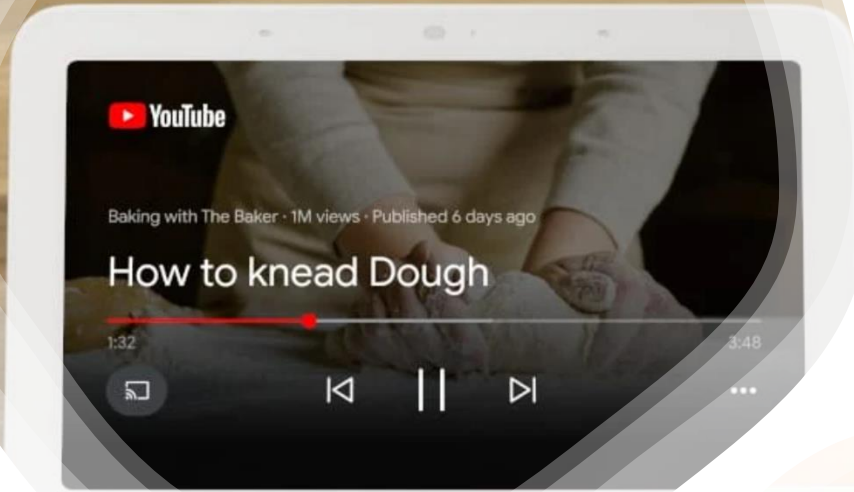 YouTube
Baking with The Baker · 1M views · Published 6 days ago
How to knead Dough
1:32 3:48